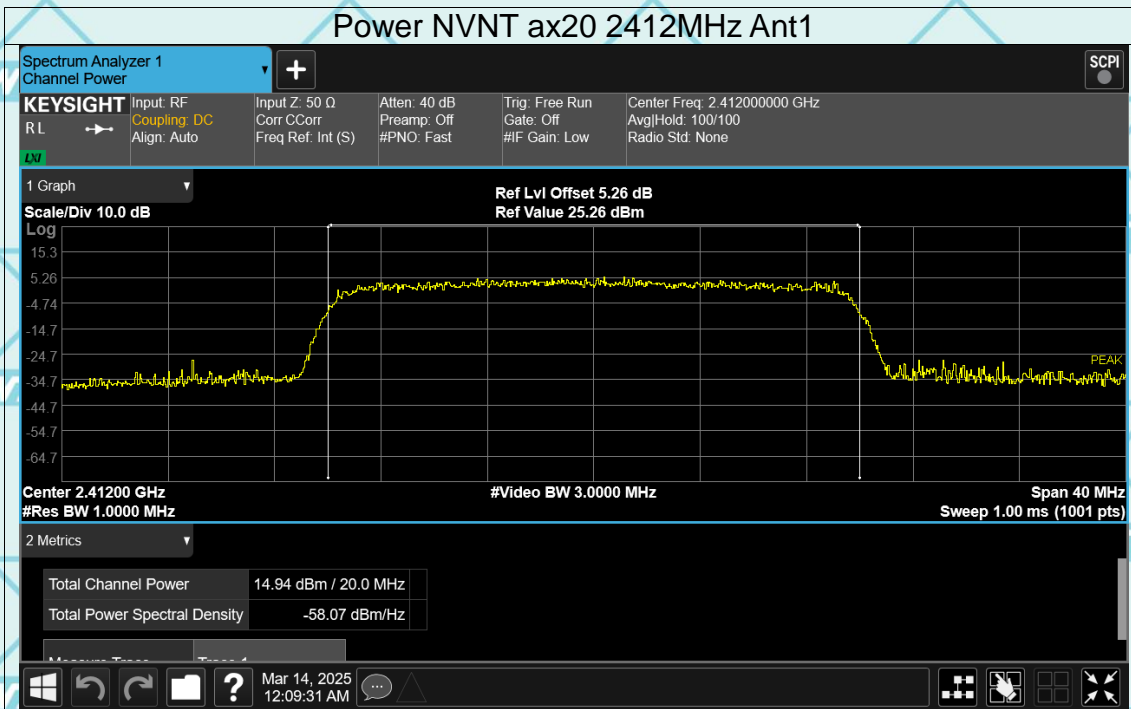 Power NVNT ax20 2412MHz Ant1
Spectrum Analyzer 1
Channel Power
SCPI
KEYSIGHT
R L
LXI
Input: RF
Coupling: DC
Align: Auto
Input Z: 50 Ω
Corr CCorr
Freq Ref: Int (S)
Atten: 40 dB
Preamp: Off
#PNO: Fast
Trig: Free Run
Gate: Off
#IF Gain: Low
Center Freq: 2.412000000 GHz
Avg|Hold: 100/100
Radio Std: None
1 Graph
Scale/Div 10.0 dB
Ref Lvl Offset 5.26 dB
Ref Value 25.26 dBm
Log
15.3
5.26
-4.74
-14.7
-24.7
-34.7
-44.7
-54.7
-64.7
PEAK
Center 2.41200 GHz
#Video BW 3.0000 MHz
Span 40 MHz
#Res BW 1.0000 MHz
Sweep 1.00 ms (1001 pts)
2 Metrics
Total Channel Power 14.94 dBm / 20.0 MHz
Total Power Spectral Density -58.07 dBm/Hz
Mar 14, 2025
12:09:31 AM